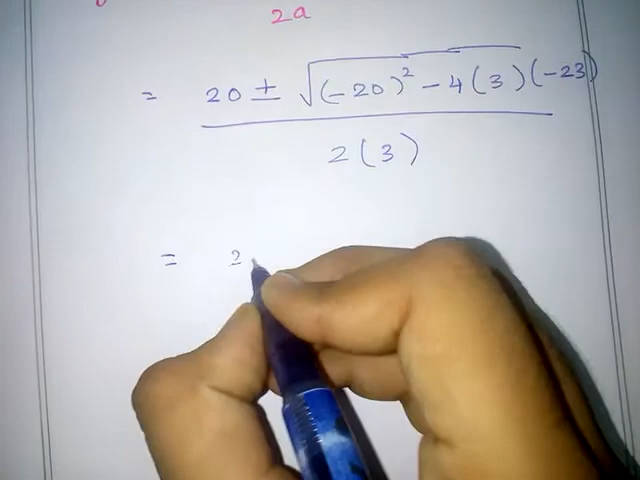 2a
= 20 ± √(-20)² - 4(3)(-23)
2(3)
= 2